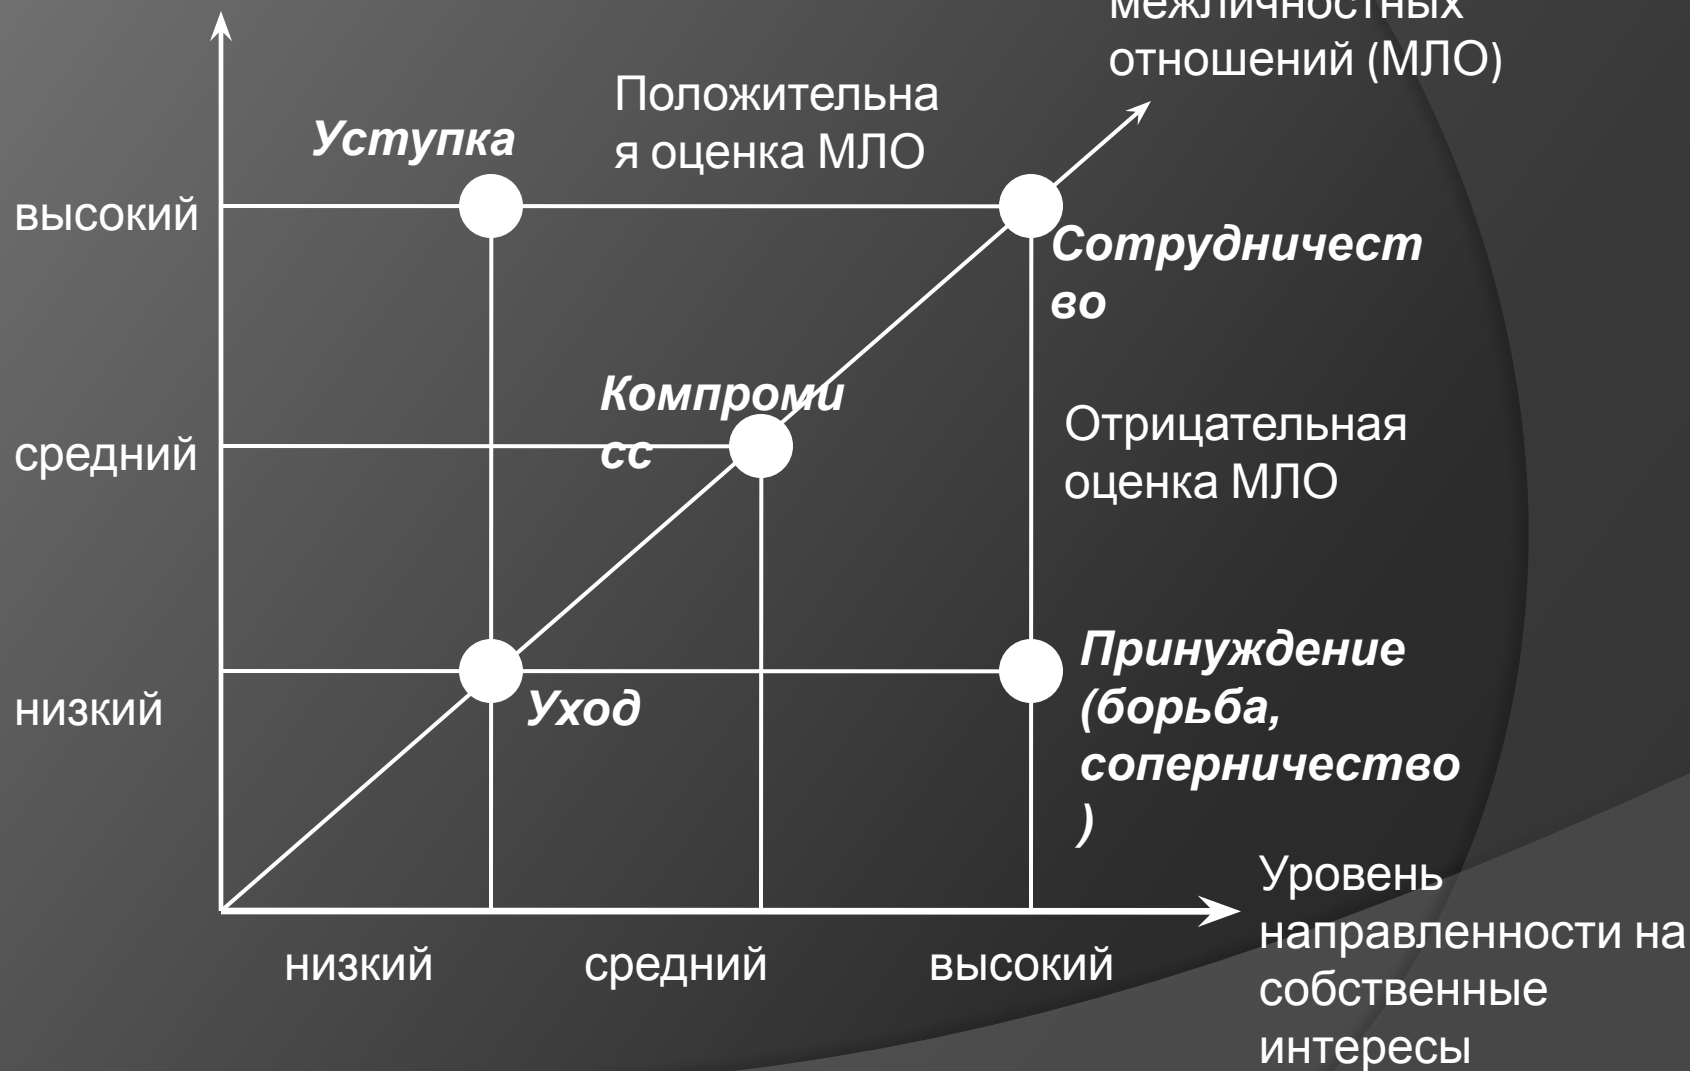 межличностных
отношений (МЛО)
Положительна
я оценка МЛО
Уступка
высокий
Сотрудничест
во
Компроми
сс
средний
Отрицательная
оценка МЛО
Принуждение
(борьба,
соперничество
)
низкий
Уход
Уровень
направленности на
собственные
интересы
низкий
средний
высокий